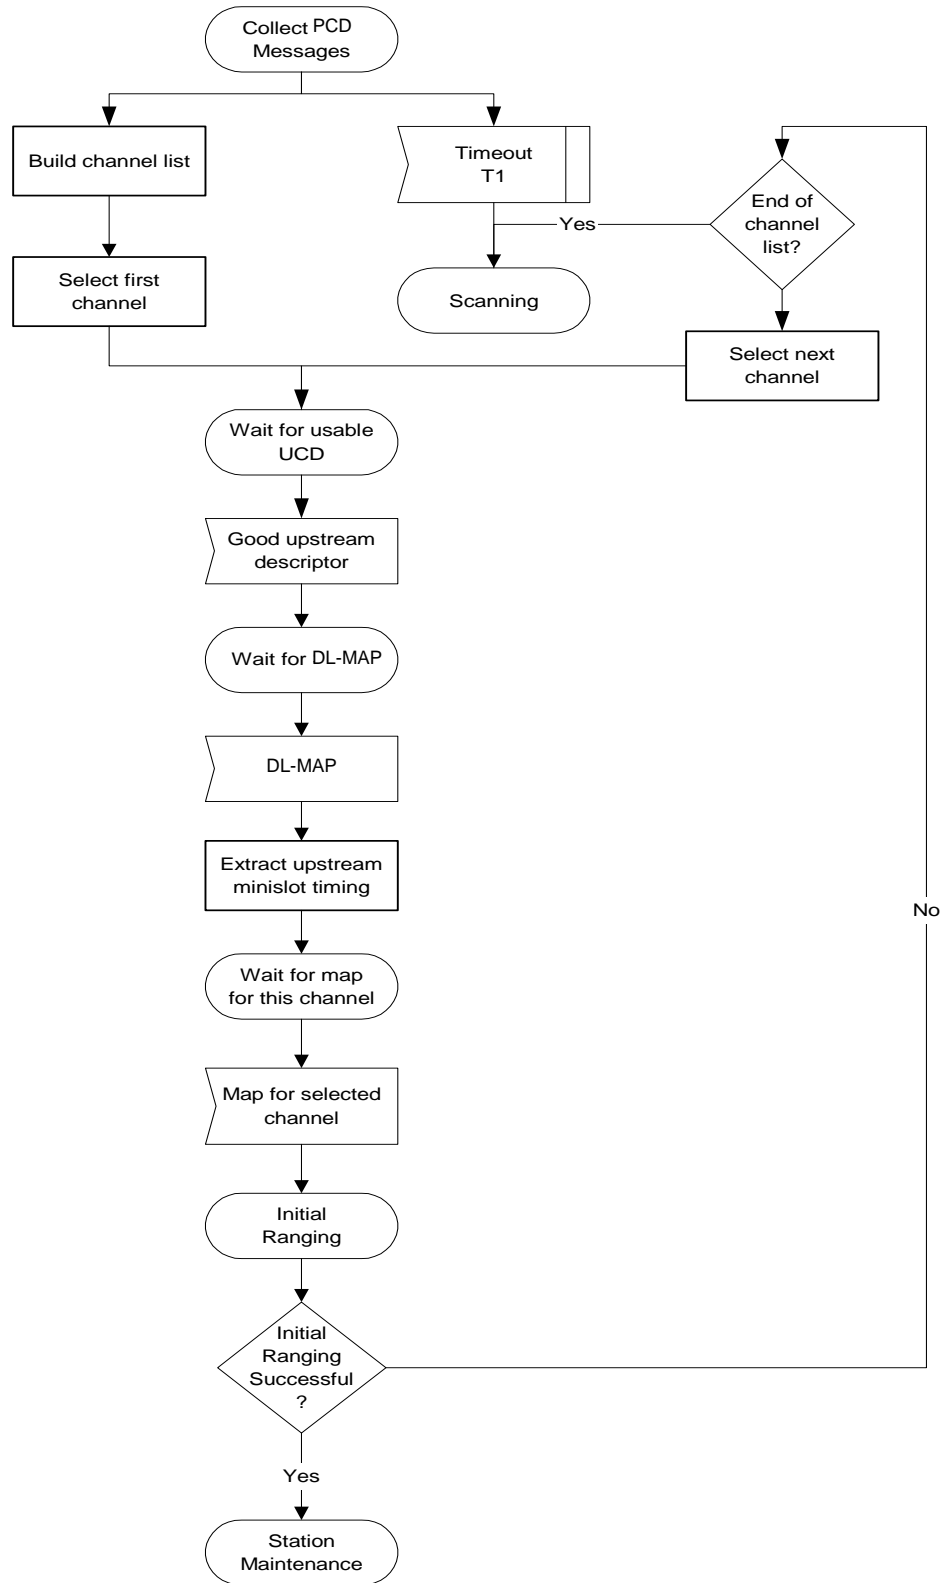 Collect PCD
Messages
Build channel list
Timeout
T1
End of
channel
list?
Yes
Select first
channel
Scanning
Select next
channel
Wait for usable
UCD
Good upstream
descriptor
Wait for DL-MAP
DL-MAP
Extract upstream
minislot timing
No
Wait for map
for this channel
Map for selected
channel
Initial
Ranging
Initial
Ranging
Successful
?
Yes
Station
Maintenance